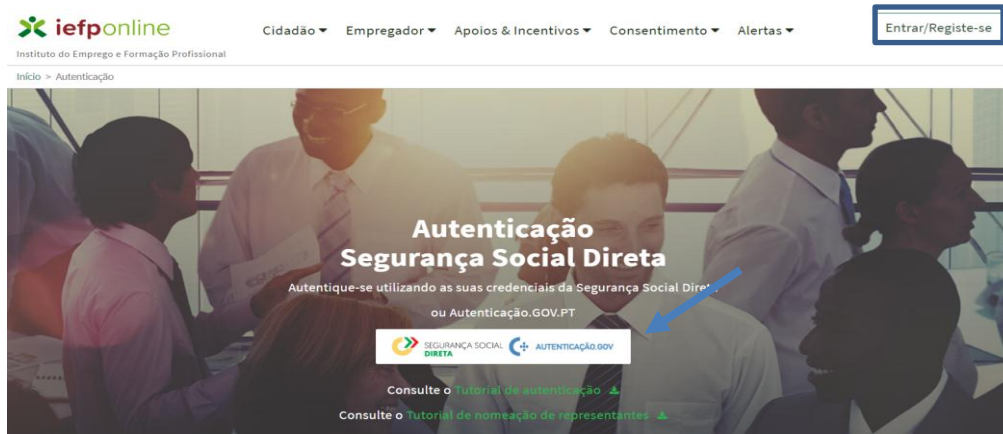 iefponline
Instituto do Emprego e Formação Profissional
Cidadão Empregador Apoios & Incentivos Consentimento Alertas
Entrar/Registe-se
Início > Autenticação
Autenticação
Segurança Social Direta
Autentique-se utilizando as suas credenciais da Segurança Social
ou Autenticação.GOV.PT
SEGURANÇA SOCIAL
DIRETA
AUTENTICAÇÃO.GOV
Consulte o Tutorial de autenticação
Consulte o Tutorial de nomeação de representantes